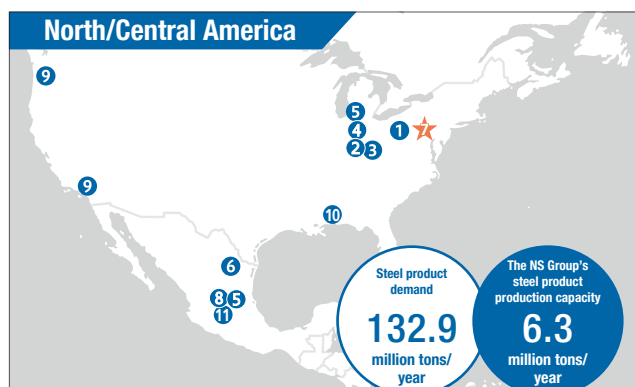 North/Central America
9
5
4
1
7
2
3
9
10
6
8
5
11
Steel product
demand
132.9
million tons/
year
The NS Group's
steel product
production capacity
6.3
million tons/
year